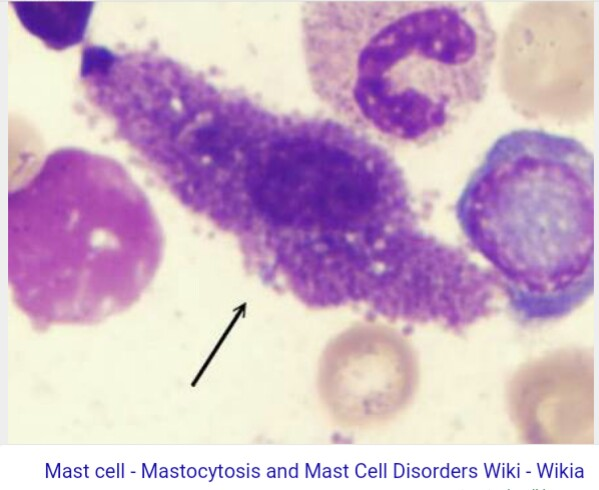 Mast cell - Mastocytosis and Mast Cell Disorders Wiki - Wikia